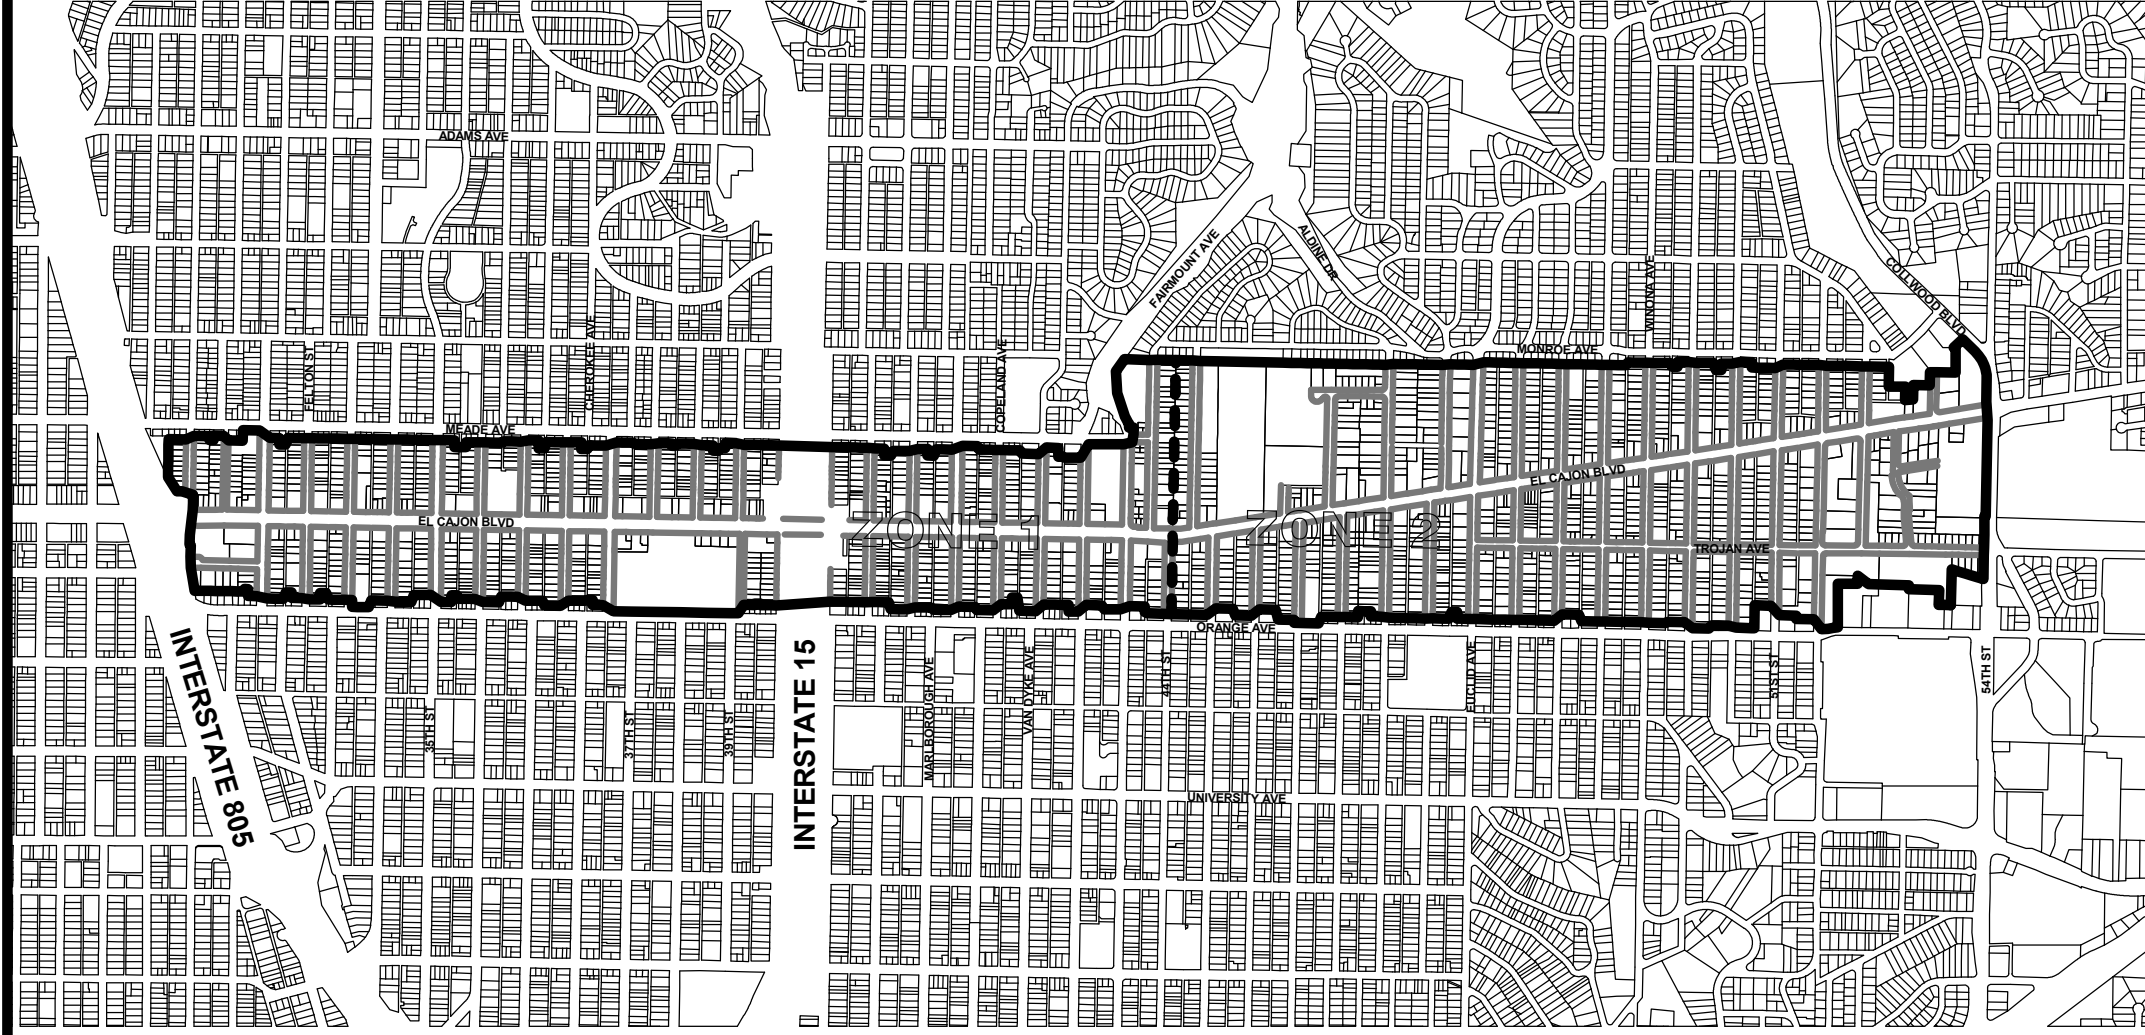 ADAMS AVE
FAIRMOUNT AVE
ALDINE DR
COLLWOOD BLVD
WINONA AVE
FELTON ST
CHEROKEE AVE
COPELAND AVE
MONROE AVE
MEADE AVE
EL CAJON BLVD
EL CAJON BLVD
ZONE 1
ZONE 2
TROJAN AVE
ORANGE AVE
INTERSTATE 805
INTERSTATE 15
35TH ST
37TH ST
39TH ST
MARLBOROUGH AVE
VAN DYKE AVE
44TH ST
EUCLID AVE
51ST ST
54TH ST
UNIVERSITY AVE